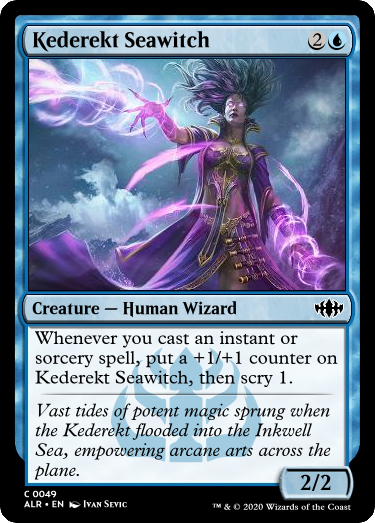 Kederekt Seawitch 2
Creature — Human Wizard
Whenever you cast an instant or
sorcery spell, put a +1/+1 counter on
Kederekt Seawitch, then scry 1.
Vast tides of potent magic sprung when
the Kederekt flooded into the Inkwell
Sea, empowering arcane arts across the
plane.
2/2
C 0049
ALR • EN Ivan Sevic
™ & © 2020 Wizards of the Coast